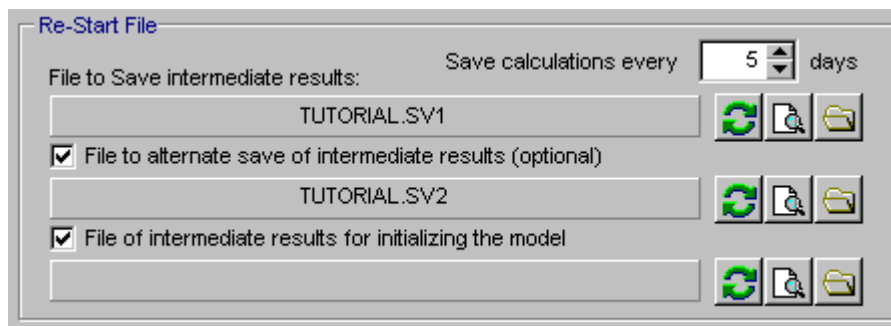 Re-Start File
Save calculations every 5 days
File to Save intermediate results:
TUTORIAL.SV1
File to alternate save of intermediate results (optional)
TUTORIAL.SV2
File of intermediate results for initializing the model